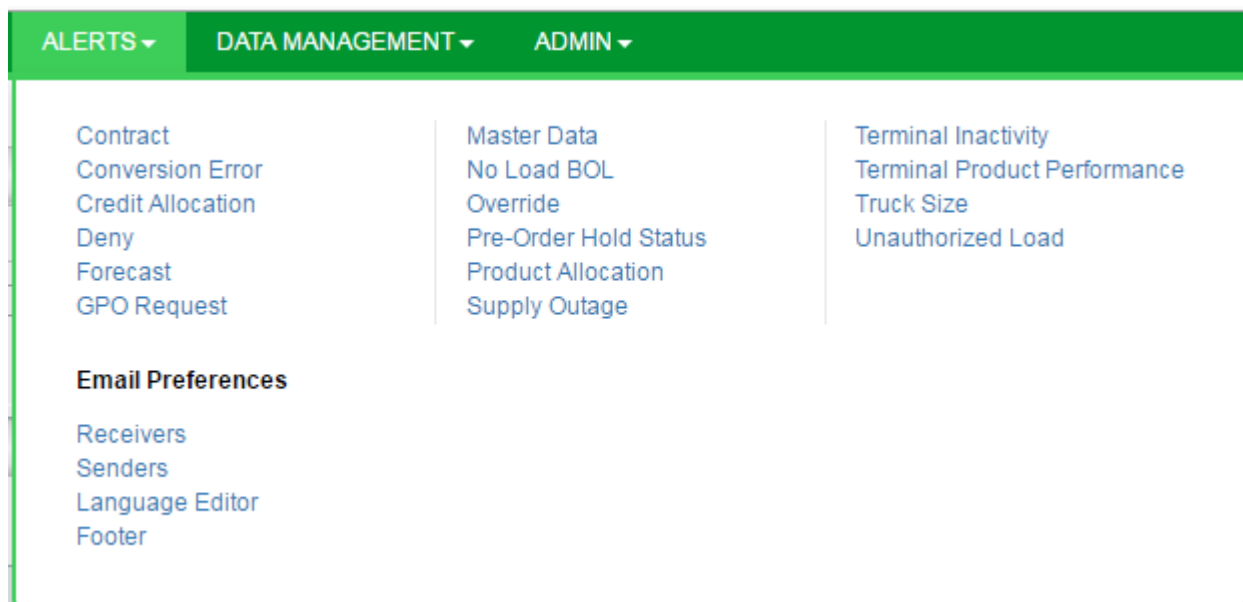 ALERTS DATA MANAGEMENT ADMIN
Contract
Conversion Error
Credit Allocation
Deny
Forecast
GPO Request
Master Data
No Load BOL
Override
Pre-Order Hold Status
Product Allocation
Supply Outage
Terminal Inactivity
Terminal Product Performance
Truck Size
Unauthorized Load
Email Preferences
Receivers
Senders
Language Editor
Footer